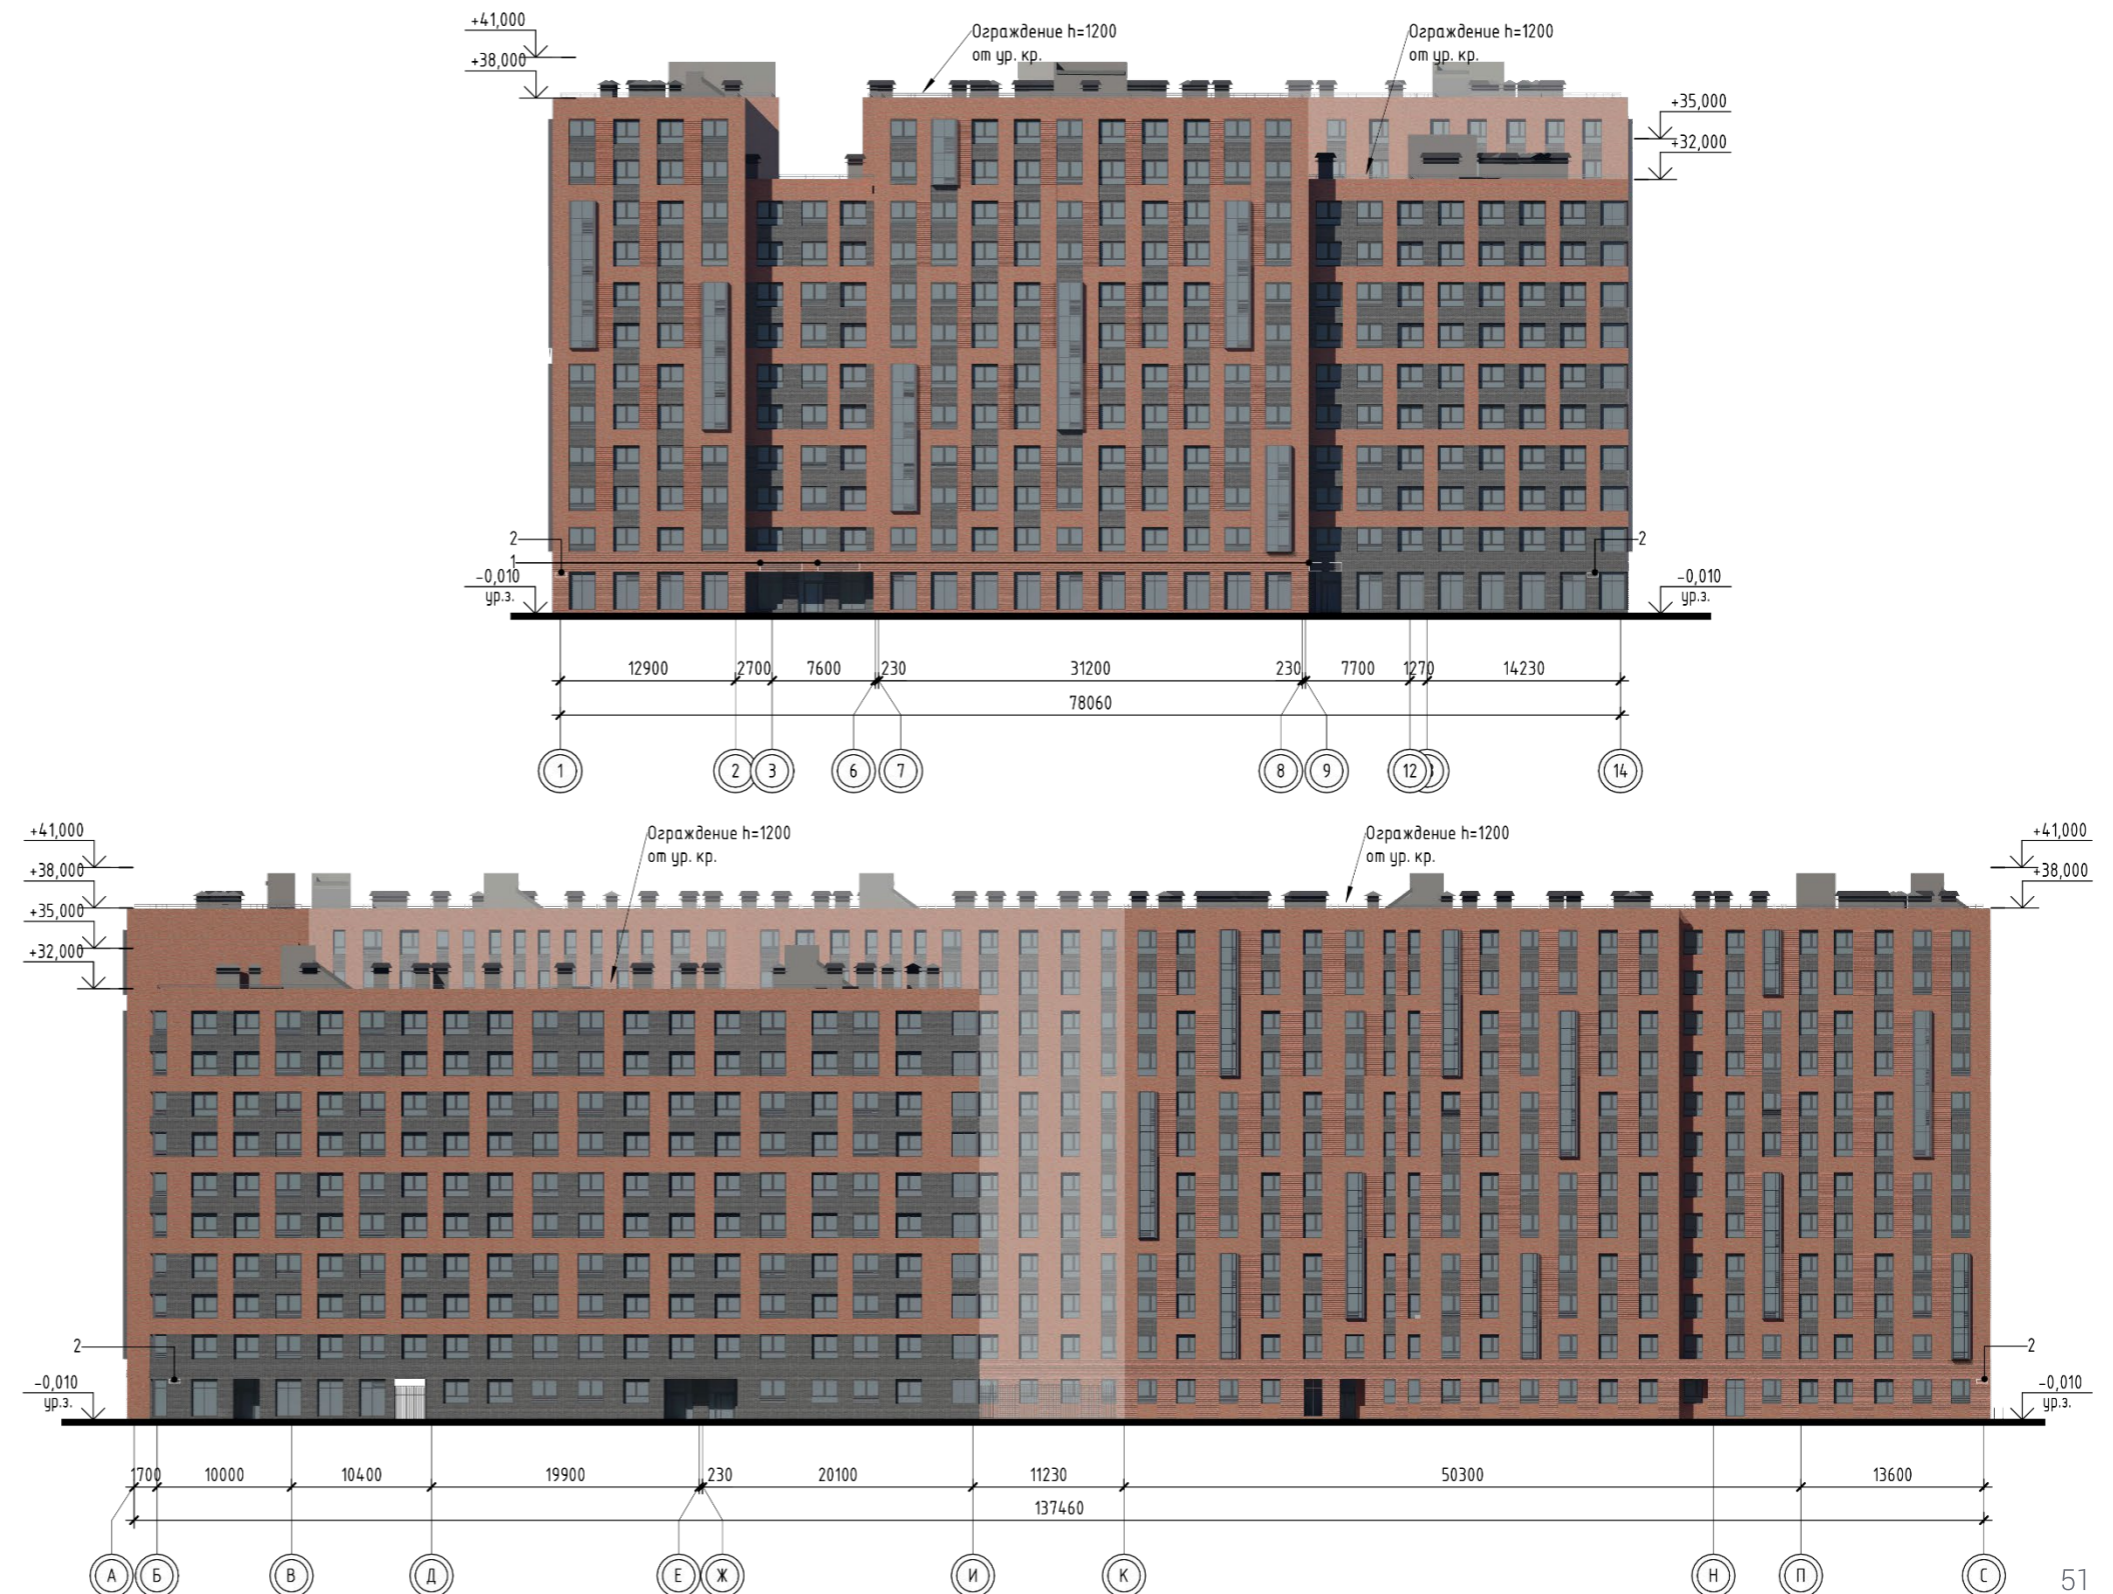 +41,000
+38,000
Ограждение h=1200
от ур. кр.
Ограждение h=1200
от ур. кр.
+35,000
+32,000
2
1
-0,010
ур.з.
2
-0,010
ур.з.
12900 2700 7600 230 31200 230 7700 1270 14230
78060
1 2 3 6 7 8 9 12 14
+41,000
+38,000
+35,000
+32,000
Ограждение h=1200
от ур. кр.
Ограждение h=1200
от ур. кр.
+41,000
+38,000
2
-0,010
ур.з.
2
-0,010
ур.з.
1700 10000 10400 19900 230 20100 11230 50300 13600
137460
А Б В Д Е Ж И К Н П С
51